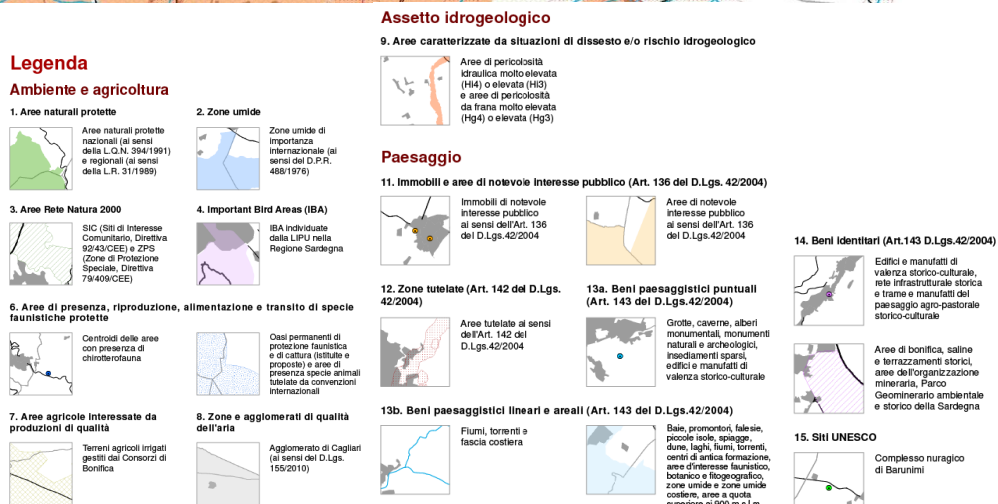 Legenda
Ambiente e agricoltura
1. Aree naturali protette
Aree naturali protette
nazionali (ai sensi
della L.Q.N. 394/1991)
e regionali (ai sensi
della L.R. 31/1989)
2. Zone umide
Zone umide di
importanza
internazionale (ai
sensi del D.P.R.
488/1976)
3. Aree Rete Natura 2000
SIC (Siti di Interesse
Comunitario, Direttiva
92/43/CEE) e ZPS
(Zone di Protezione
Speciale, Direttiva
79/409/CEE)
4. Important Bird Areas (IBA)
IBA individuate
dalla LIPU nella
Regione Sardegna
6. Aree di presenza, riproduzione, alimentazione e transito di specie
faunistiche protette
Centroidi delle aree
con presenza di
chirotterofauna
Oasi permanenti di
protezione faunistica
e di cattura (istituite e
proposte) e aree di
presenza specie animali
tutelate da convenzioni
internazionali
7. Aree agricole interessate da
produzioni di qualità
Terreni agricoli irrigati
gestiti dai Consorzi di
Bonifica
8. Zone e agglomerati di qualità
dell'aria
Agglomerato di Cagliari
(ai sensi del D.Lgs.
155/2010)
Assetto idrogeologico
9. Aree caratterizzate da situazioni di dissesto e/o rischio idrogeologico
Aree di pericolosità
idraulica molto elevata
(Hi4) o elevata (Hi3)
e aree di pericolosità
da frana molto elevata
(Hg4) o elevata (Hg3)
Paesaggio
11. Immobili e aree di notevole interesse pubblico (Art. 136 del D.Lgs. 42/2004)
Immobili di notevole
interesse pubblico
ai sensi dell'Art. 136
del D.Lgs.42/2004
Aree di notevole
interesse pubblico
ai sensi dell'Art. 136
del D.Lgs.42/2004
12. Zone tutelate (Art. 142 del D.Lgs.
42/2004)
Aree tutelate ai sensi
dell'Art. 142 del
D.Lgs.42/2004
13a. Beni paesaggistici puntuali
(Art. 143 del D.Lgs. 42/2004)
Grotte, caverne, alberi
monumentali, monumenti
naturali e archeologici,
insediamenti sparsi,
edifici e manufatti di
valenza storico-culturale
13b. Beni paesaggistici lineari e areali (Art. 143 del D.Lgs.42/2004)
Fiumi, torrenti e
fascia costiera
Baie, promontori, falesie,
piccole isole, spiagge,
dune, laghi, fiumi, torrenti,
centri di antica formazione,
aree d'interesse faunistico,
botanico e fitogeografico,
zone umide e zone umide
costiere, aree a quota
superiore ai 900 m s.l.m.
14. Beni identitari (Art.143 D.Lgs.42/2004)
Edifici e manufatti di
valenza storico-culturale,
reti infrastrutturale storica
e trame e manufatti del
paesaggio agro-pastorale
storico-culturale
Aree di bonifica, saline
e terrazzamenti storici,
aree dell'organizzazione
mineraria, Parco
Geominerario ambientale
e storico della Sardegna
15. Siti UNESCO
Complesso nuragico
di Barunimi